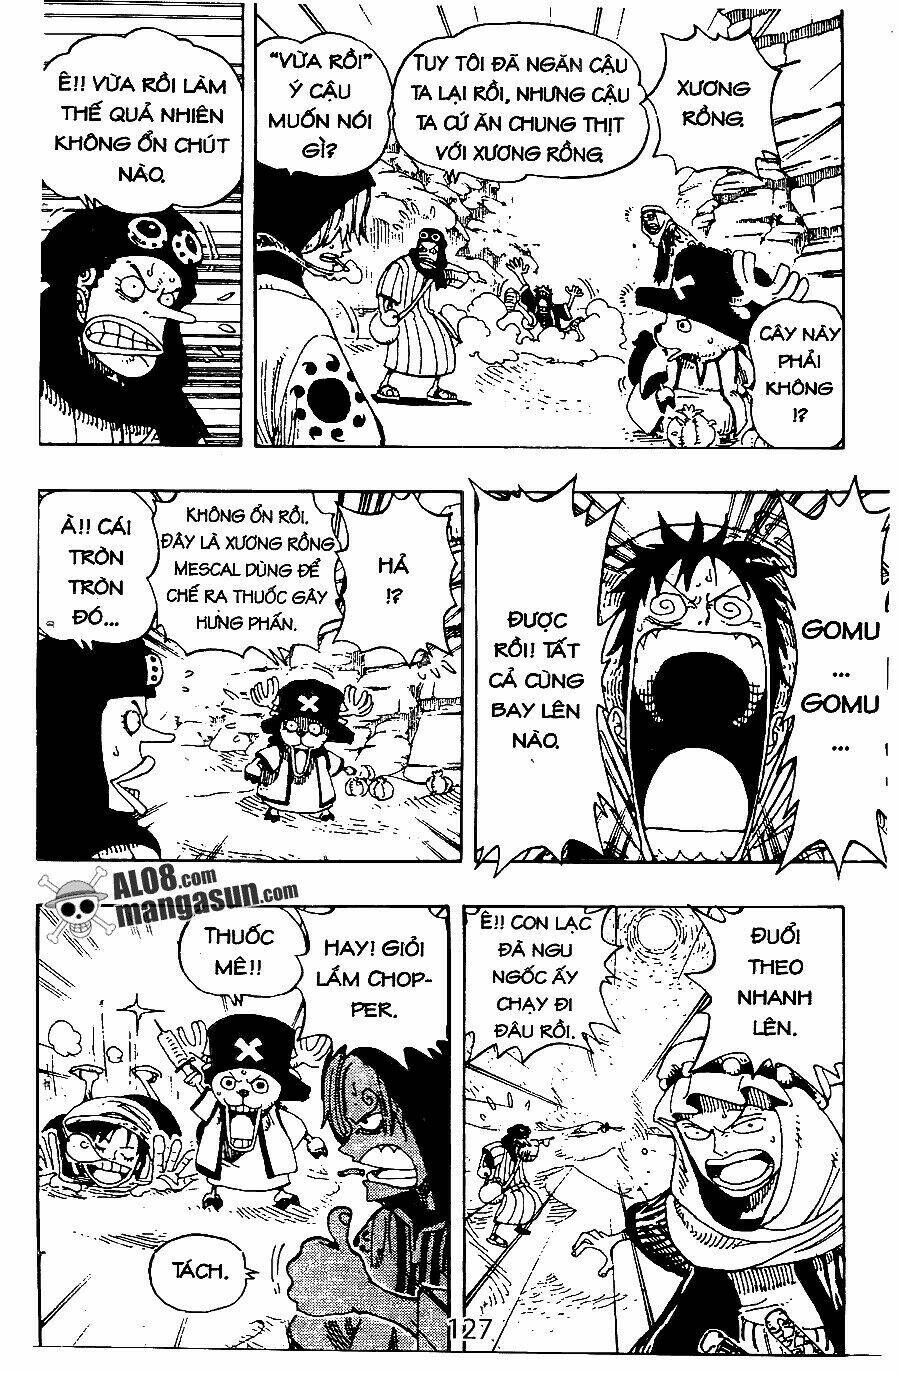 Ê!! VỪA RỒI LÀM
THẾ QUẢ NHIÊN
KHÔNG ỔN CHÚT
NÀO.
"VỪA RỒI"
Ý CẬU
MUỐN NÓI
GÌ?
TUY TÔI ĐÃ NGĂN CẬU
TA LẠI RỒI, NHƯNG CẬU
TA CỨ ĂN CHUNG THỊT
VỚI XƯƠNG RỒNG.
XƯƠNG
RỒNG.
CÂY NÀY
PHẢI
KHÔNG
!?
À!! CÁI
TRÒN
TRÒN
ĐÓ...
KHÔNG ỔN RỒI.
ĐÂY LÀ XƯƠNG RỒNG
MESCAL DÙNG ĐỂ
CHẾ RA THUỐC GÂY
HƯNG PHẤN.
HẢ
!?
ĐƯỢC
RỒI! TẤT
CẢ CÙNG
BAY LÊN
NÀO.
GOMU
...
GOMU
...
ALO8.com
mangasun.com
THUỐC
MÊ!!
HAY! GIỎI
LẮM CHOP-
PER.
TÁCH.
Ê!! CON LẠC
ĐÀ NGU
NGỐC ẤY
CHẠY ĐI
ĐÂU RỒI.
ĐUỔI
THEO
NHANH
LÊN.
127